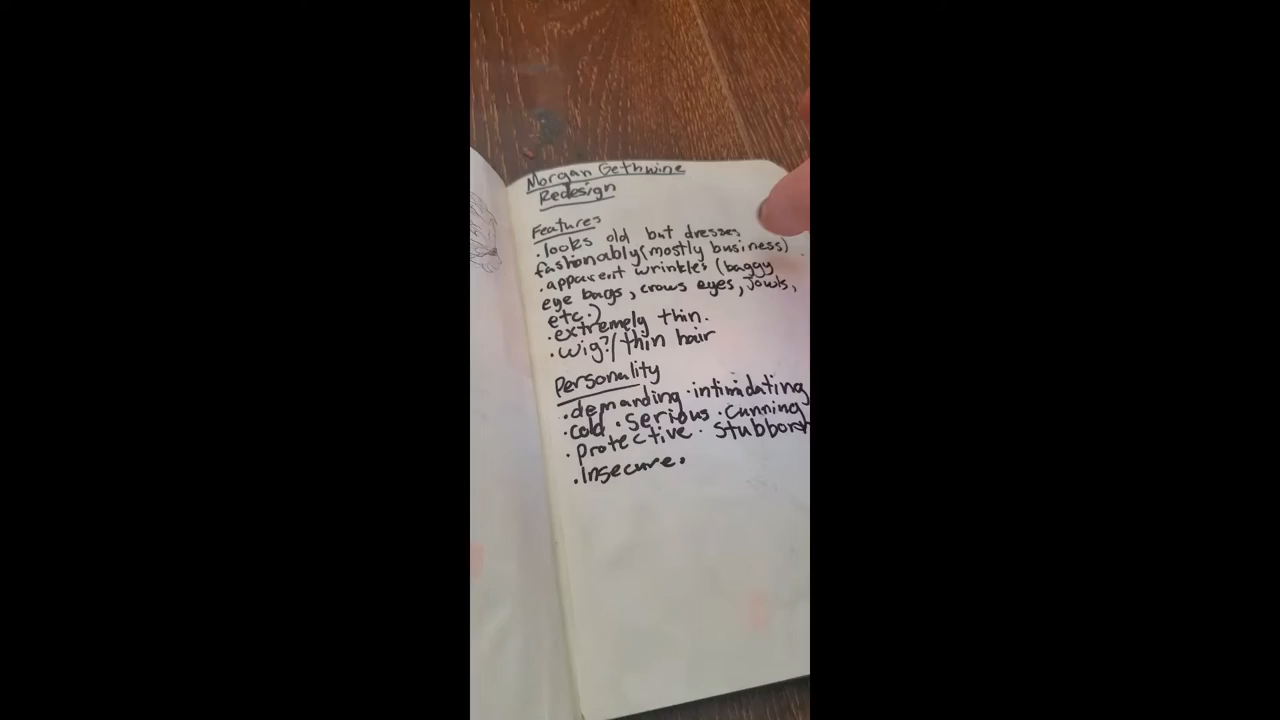 Morgan Gethwine
Redesign
Features
•looks old but dresses
fashionably(mostly business)
•apparent wrinkles (baggy
eye bags, crows eyes, Jowls,
etc.)
•extremely thin.
•wig?/thin hair
Personality
•demanding •intimidating
•cold •serious •cunning
•protective • stubborn
•Insecure.